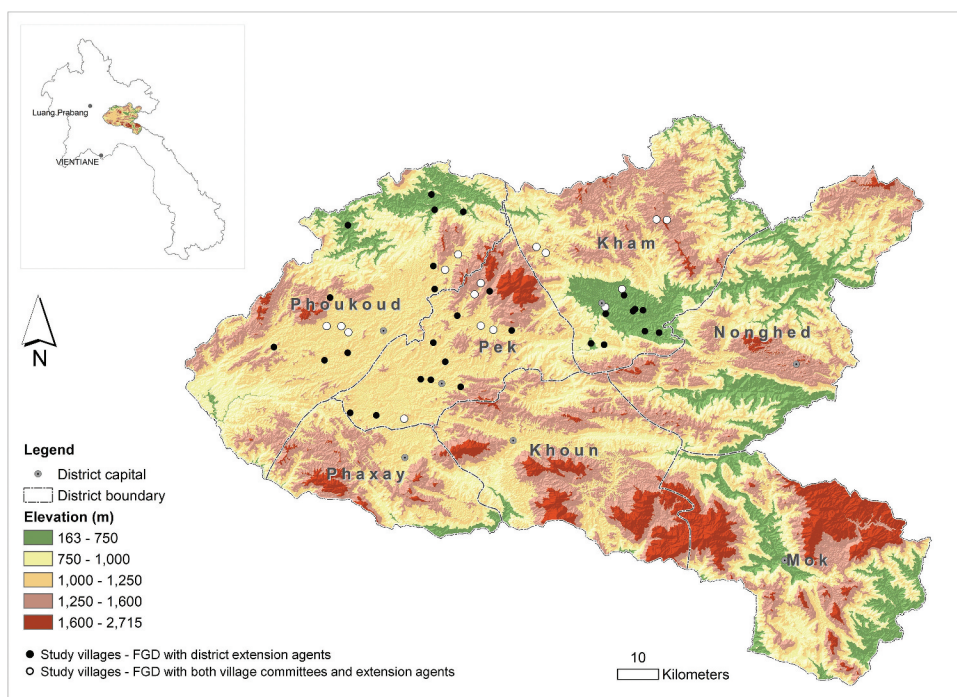 Luang Prabang
VIENTIANE
Kham
Phoukoud
Nonghed
Pek
N
Khoun
Phaxay
Mok
Legend
District capital
District boundary
Elevation (m)
163 - 750
750 - 1,000
1,000 - 1,250
1,250 - 1,600
1,600 - 2,715
Study villages - FGD with district extension agents
Study villages - FGD with both village committees and extension agents
10
Kilometers